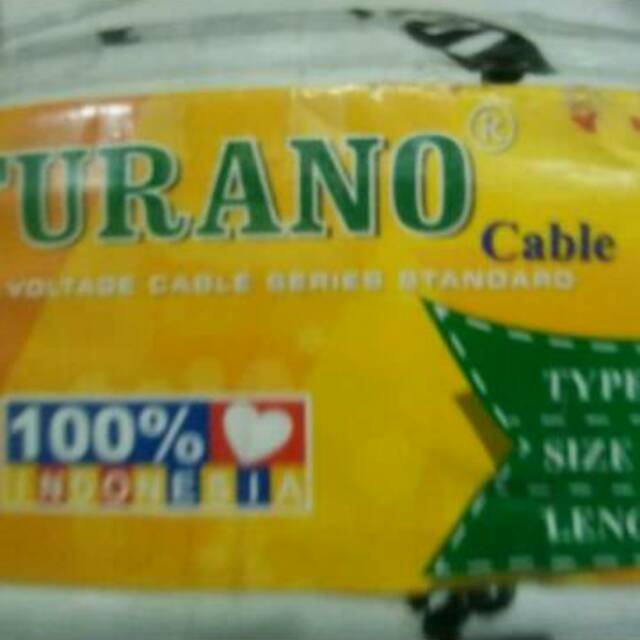 TURANO®
Cable
VOLTAGE CABLE SERIES STANDARD
100%
INDONESIA
TYPE
SIZE
LENG